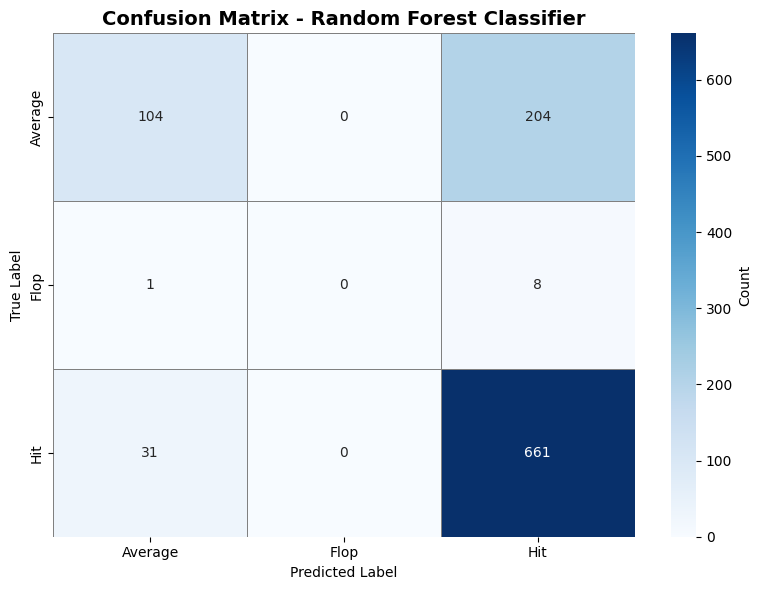 Confusion Matrix - Random Forest Classifier
True Label
Average
Flop
Hit
104 0 204
1 0 8
31 0 661
Average Flop Hit
Predicted Label
600
500
400
300
200
100
0
Count